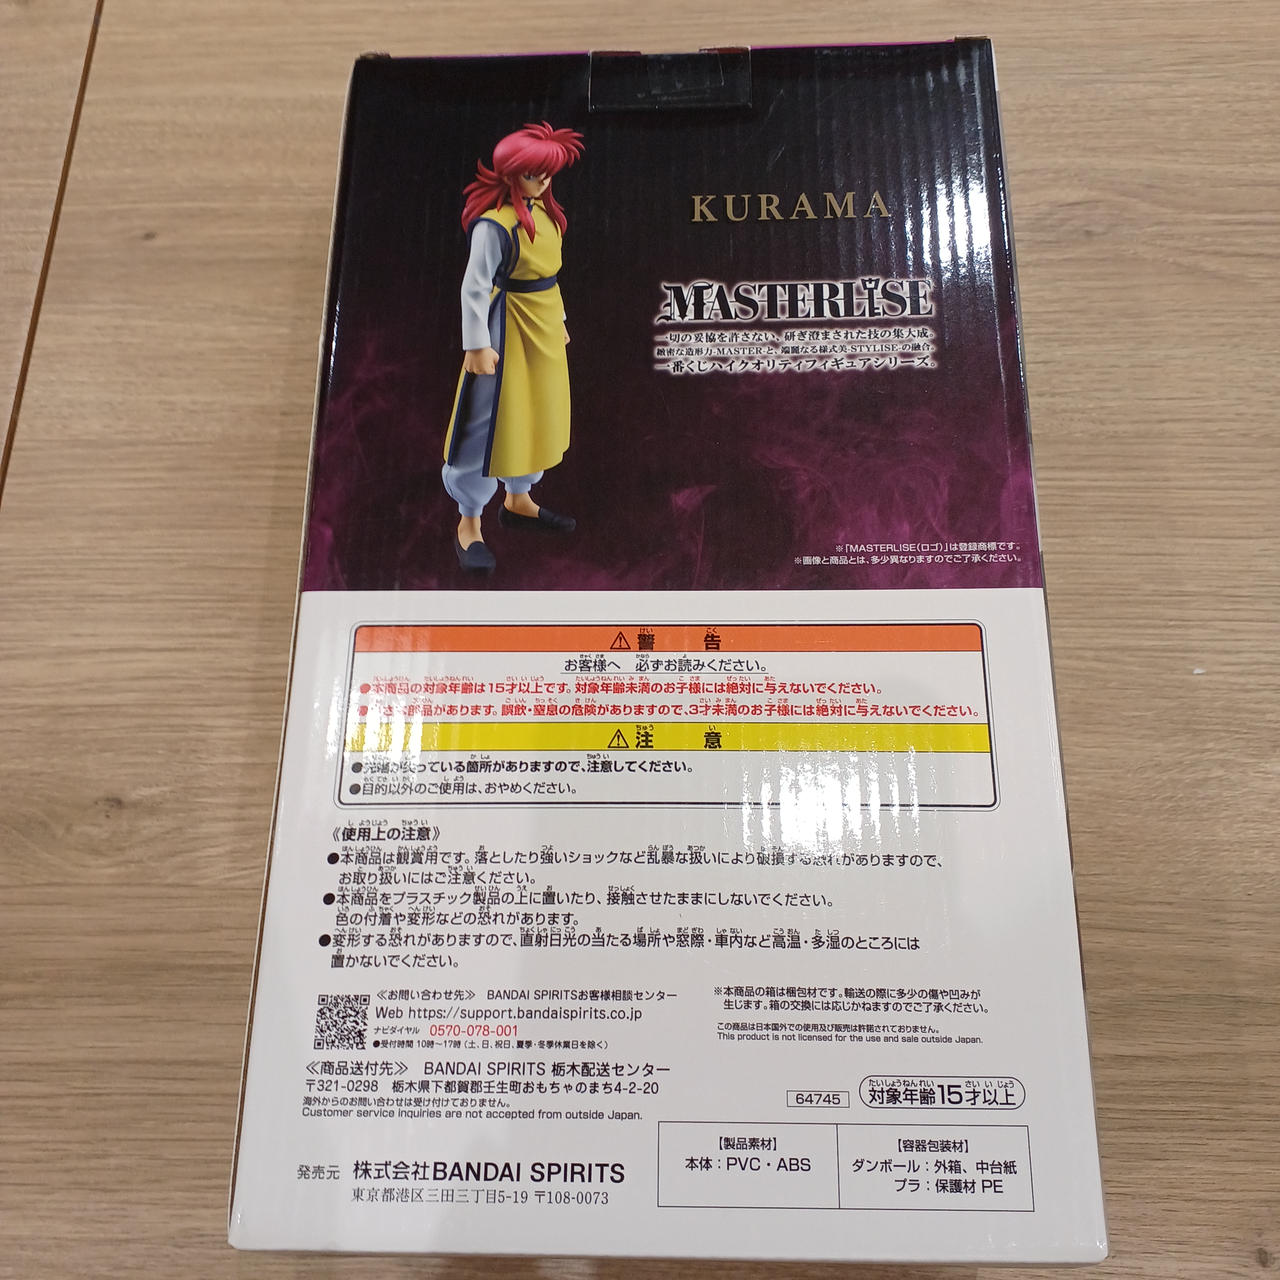 KURAMA
MASTERLISE
一切の妥協を許さない、研ぎ澄まされた技の集大成。
緻密な造形力-MASTER-と、端麗なる様式美-STYLISE-の融合。
一番くじハイクオリティフィギュアシリーズ。
※「MASTERLISE(ロゴ)」は登録商標です。
※画像と商品とは、多少異なりますのでご了承ください。
⚠警告
お客様へ 必ずお読みください。
●本商品の対象年齢は15才以上です。対象年齢未満のお子様には絶対に与えないでください。
さな部品があります。誤飲・窒息の危険がありますので、3才未満のお子様には絶対に与えないでください。
⚠注意
●先端が尖っている箇所がありますので、注意してください。
●目的以外のご使用は、おやめください。
《使用上の注意》
●本商品は観賞用です。落としたり強いショックなど乱暴な扱いにより破損する恐れがありますので、
お取り扱いにはご注意ください。
●本商品をプラスチック製品の上に置いたり、接触させたままにしないでください。
色の付着や変形などの恐れがあります。
●変形する恐れがありますので、直射日光の当たる場所や窓際・車内など高温・多湿のところには
置かないでください。
≪お問い合わせ先≫ BANDAI SPIRITSお客様相談センター
Web https://support.bandaispirits.co.jp
ナビダイヤル 0570-078-001
●受付時間 10時〜17時(土、日、祝日、夏季・冬季休業日を除く)
※本商品の箱は梱包材です。輸送の際に多少の傷や凹みが
生じます。箱の交換には応じかねますのでご了承ください。
この商品は日本国外での使用及び販売は許諾されておりません。
This product is not licensed for the use and sale outside Japan.
≪商品送付先≫ BANDAI SPIRITS 栃木配送センター
〒321-0298 栃木県下都賀郡壬生町おもちゃのまち4-2-20
海外からのお問い合わせは受け付けておりません。
Customer service inquiries are not accepted from outside Japan.
64745
対象年齢15才以上
発売元 株式会社BANDAI SPIRITS
東京都港区三田三丁目5-19 〒108-0073
【製品素材】
本体：PVC・ABS
【容器包装材】
ダンボール：外箱、中台紙
プラ：保護材 PE